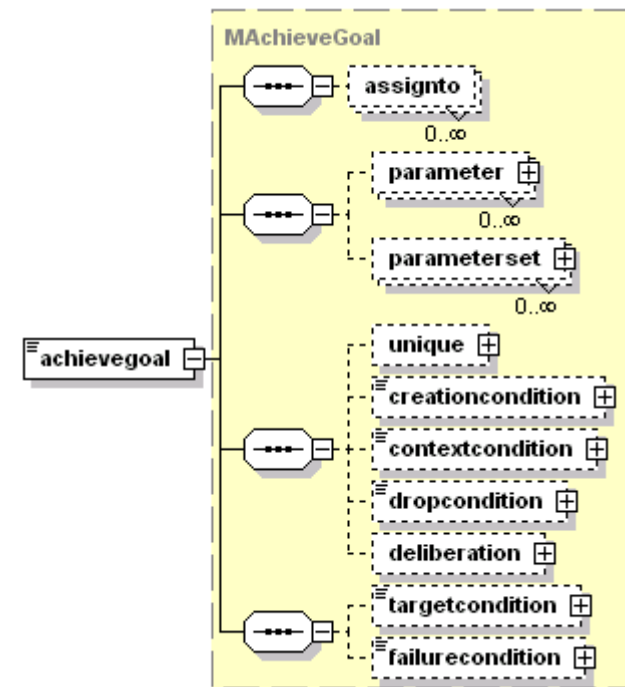 MAchieveGoal
assignto
0..∞
parameter
0..∞
parameterset
0..∞
achievegoal
unique
creationcondition
contextcondition
dropcondition
deliberation
targetcondition
failurecondition